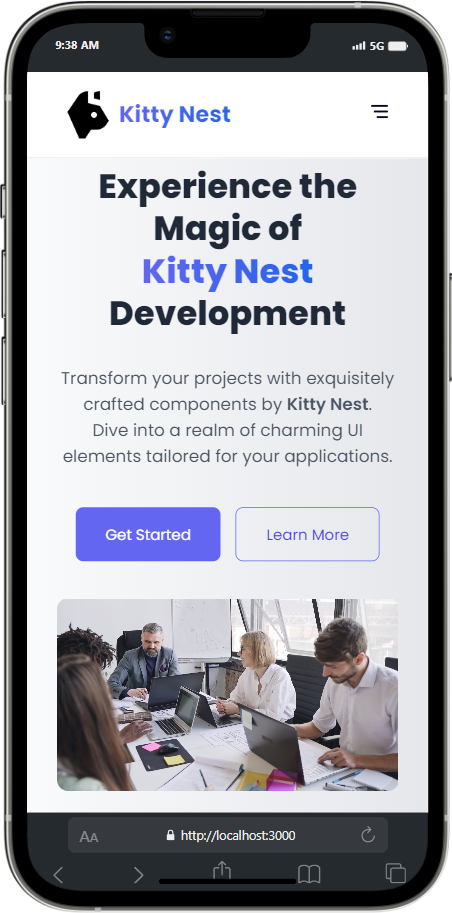 9:38 AM 5G
Kitty Nest
Experience the
Magic of
Kitty Nest
Development
Transform your projects with exquisitely
crafted components by Kitty Nest.
Dive into a realm of charming UI
elements tailored for your applications.
Get Started Learn More
AA http://localhost:3000